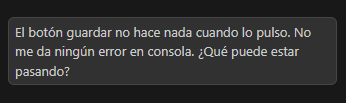 El botón guardar no hace nada cuando lo pulso. No
me da ningún error en consola. ¿Qué puede estar
pasando?